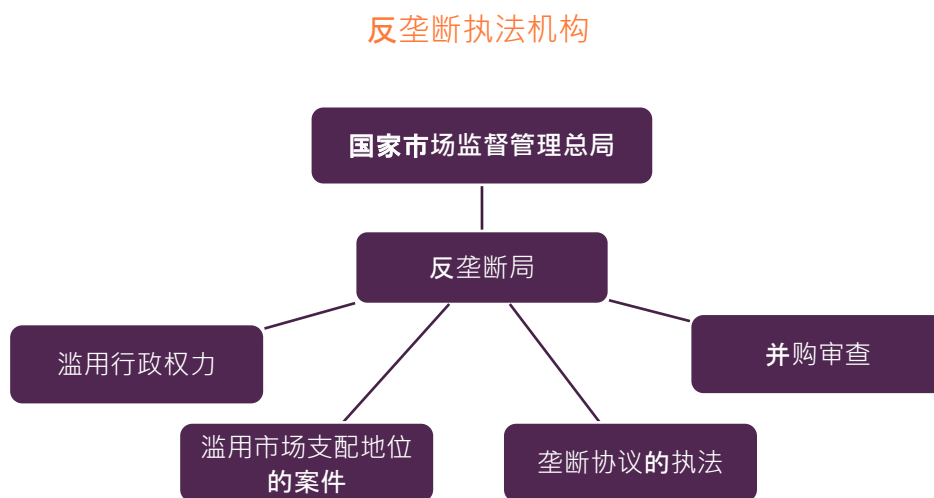 反垄断执法机构
国家市场监督管理总局
反垄断局
滥用行政权力
并购审查
滥用市场支配地位
的案件
垄断协议的执法